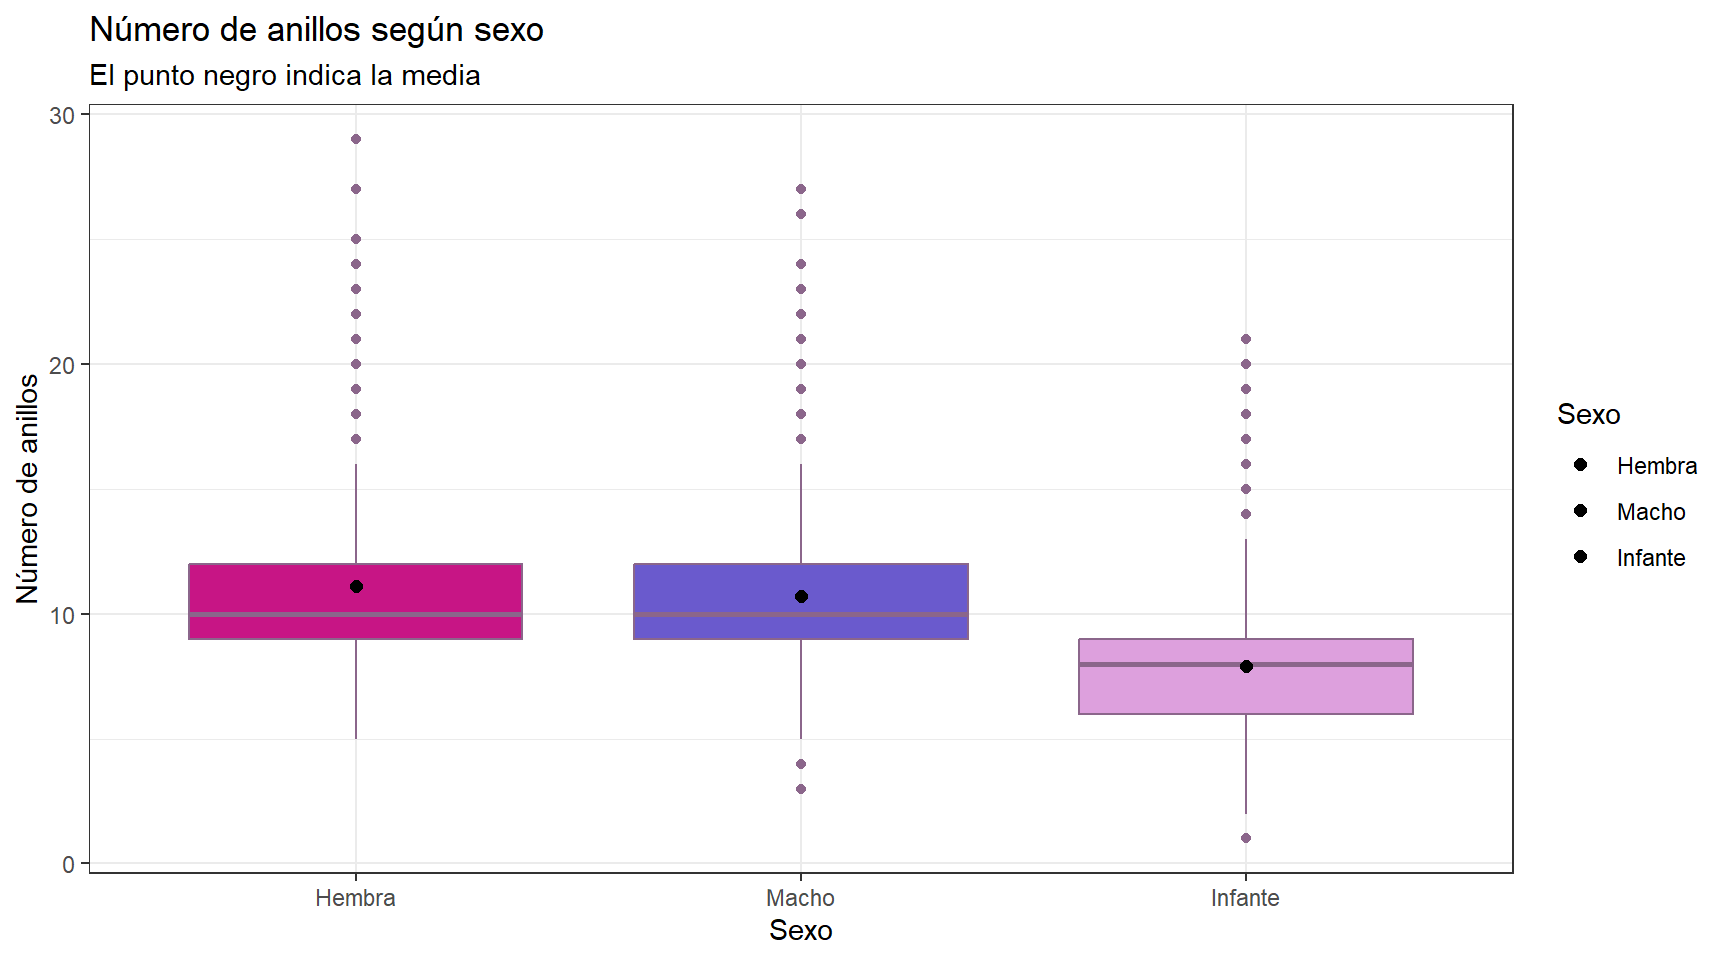 Número de anillos según sexo
El punto negro indica la media
30
20
10
0
Número de anillos
Hembra
Macho
Infante
Sexo
Sexo
Hembra
Macho
Infante